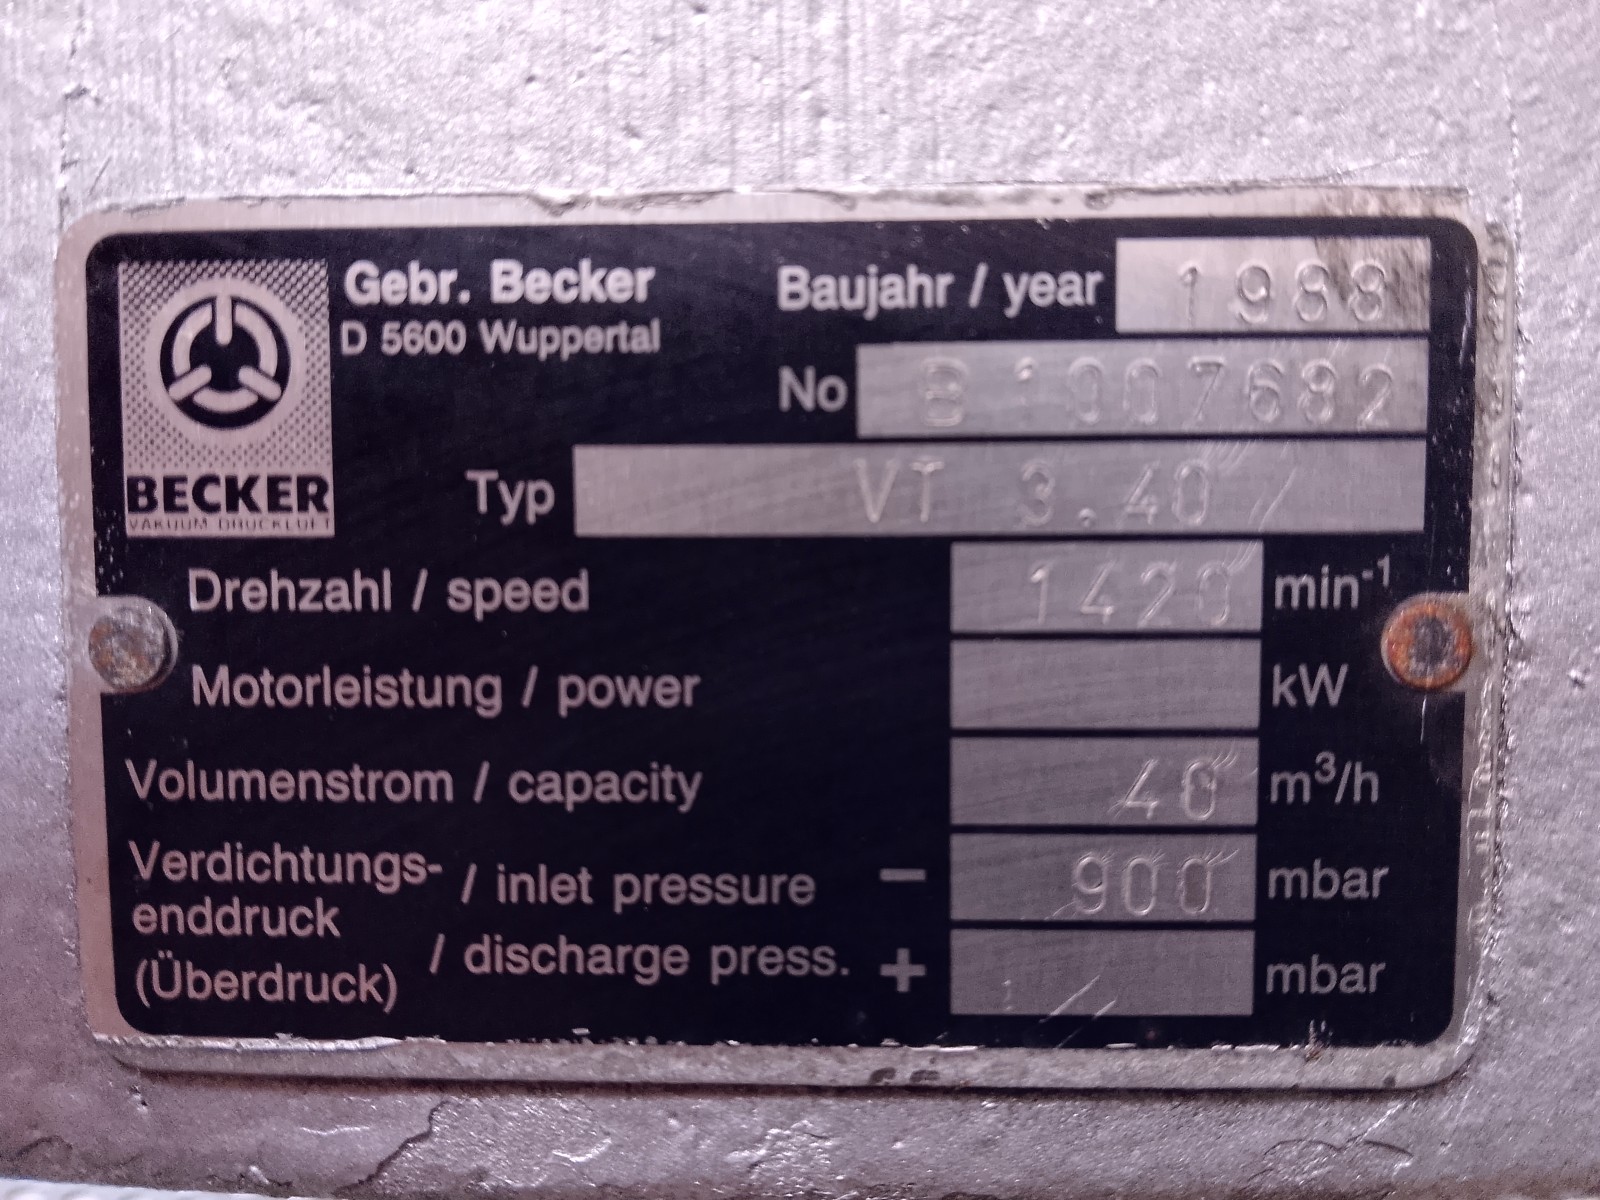 Gebr. Becker
D 5600 Wuppertal
BECKER
VAKUUM DRUCKLUFT
Baujahr / year 1988
No B 1007682
Typ VT 3.40 /
Drehzahl / speed 1420 min⁻¹
Motorleistung / power kW
Volumenstrom / capacity 40 m³/h
Verdichtungs- / inlet pressure − 900 mbar
enddruck
(Überdruck) / discharge press. + mbar